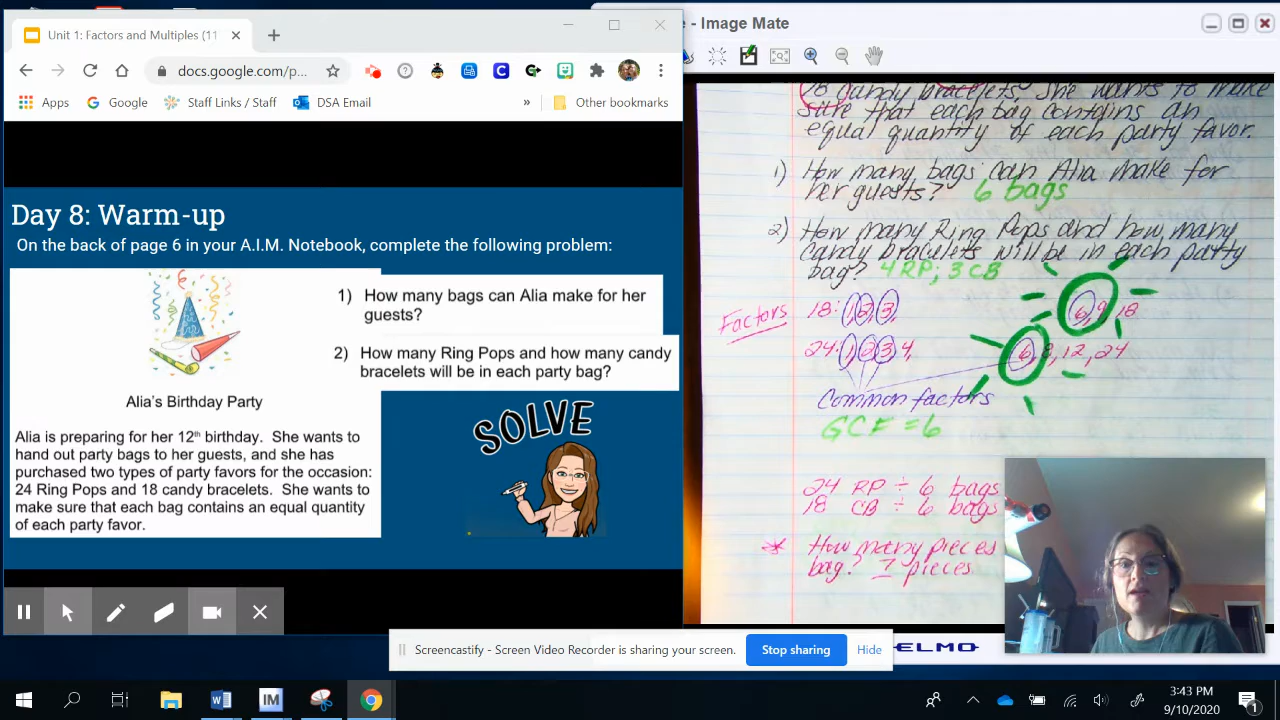 Unit 1: Factors and Multiples (11
docs.google.com/p...
Apps
Google
Staff Links / Staff
DSA Email
»
Other bookmarks
Day 8: Warm-up
On the back of page 6 in your A.I.M. Notebook, complete the following problem:
1) How many bags can Alia make for her
guests?
2) How many Ring Pops and how many candy
bracelets will be in each party bag?
Alia's Birthday Party
Alia is preparing for her 12th birthday. She wants to
hand out party bags to her guests, and she has
purchased two types of party favors for the occasion:
24 Ring Pops and 18 candy bracelets. She wants to
make sure that each bag contains an equal quantity
of each party favor.
SOLVE
- Image Mate
18 candy bracelets. She wants to make
sure that each bag contains an
equal quantity of each party favor.
1) How many bags can Alia make for
her guests? 6 bags
2) How many Ring Pops and how many
candy bracelets will be in each party
bag? 4 RP; 3 CB
Factors
18: 1, 2, 3, 6, 9, 18
24: 1, 2, 3, 4, 6, 8, 12, 24
Common factors
GCF = 6
24 RP ÷ 6 bags
18 CB ÷ 6 bags
* How many pieces
bag? 7 pieces
ELMO
Screencastify - Screen Video Recorder is sharing your screen.
Stop sharing
Hide
IM
3:43 PM
9/10/2020
1